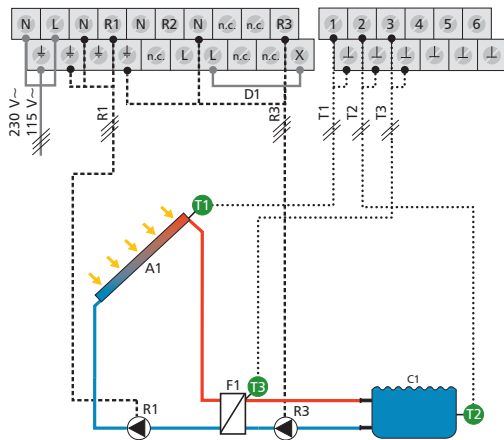 N L N R1 N R2 N n.c. n.c. R3
n.c. L L n.c. n.c. X
1 2 3 4 5 6
D1
230 V~
115 V~
R1
R3
T1
T2
T3
T1
A1
F1
T3
C1
R1
R3
T2